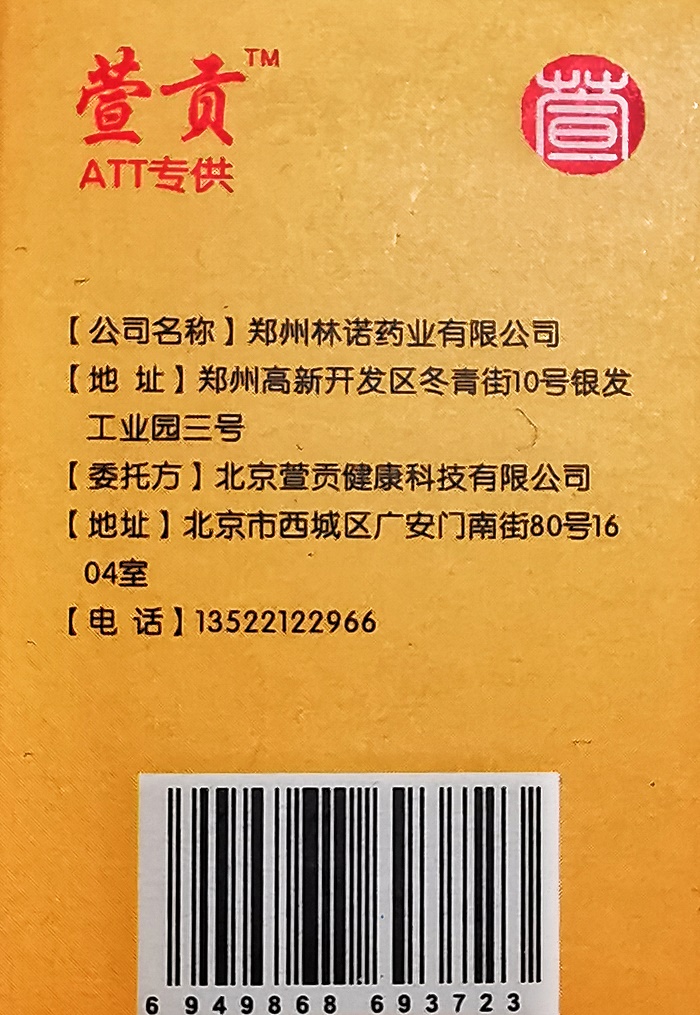 萱贡™
萱
ATT专供
【公司名称】郑州林诺药业有限公司
【地 址】郑州高新开发区冬青街10号银发
工业园三号
【委托方】北京萱贡健康科技有限公司
【地址】北京市西城区广安门南街80号16
04室
【电 话】13522122966
6 949868 693723